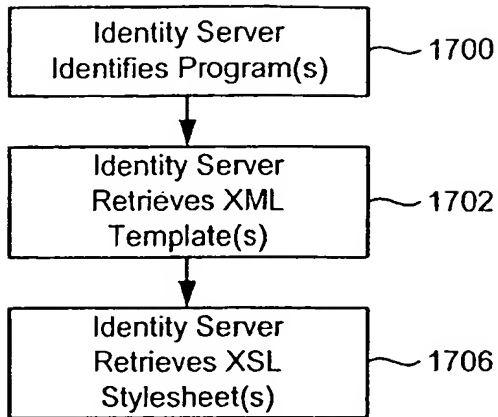 Identity Server
Identifies Program(s)
1700
Identity Server
Retrieves XML
Template(s)
1702
Identity Server
Retrieves XSL
Stylesheet(s)
1706